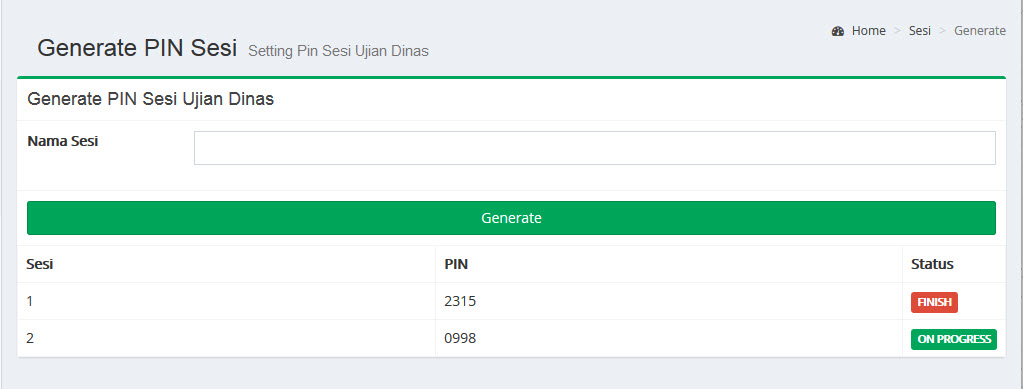 Generate PIN Sesi Setting Pin Sesi Ujian Dinas
Home > Sesi > Generate
Generate PIN Sesi Ujian Dinas
Nama Sesi
Generate
Sesi PIN Status
1 2315 FINISH
2 0998 ON PROGRESS